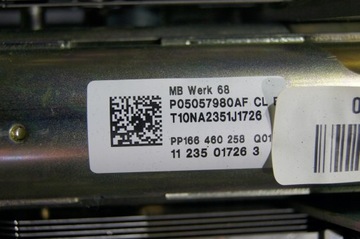 MB Werk 68
P05057980AF CL
T10NA2351J1726
PP166 460 258 Q01
11 235 01726 3